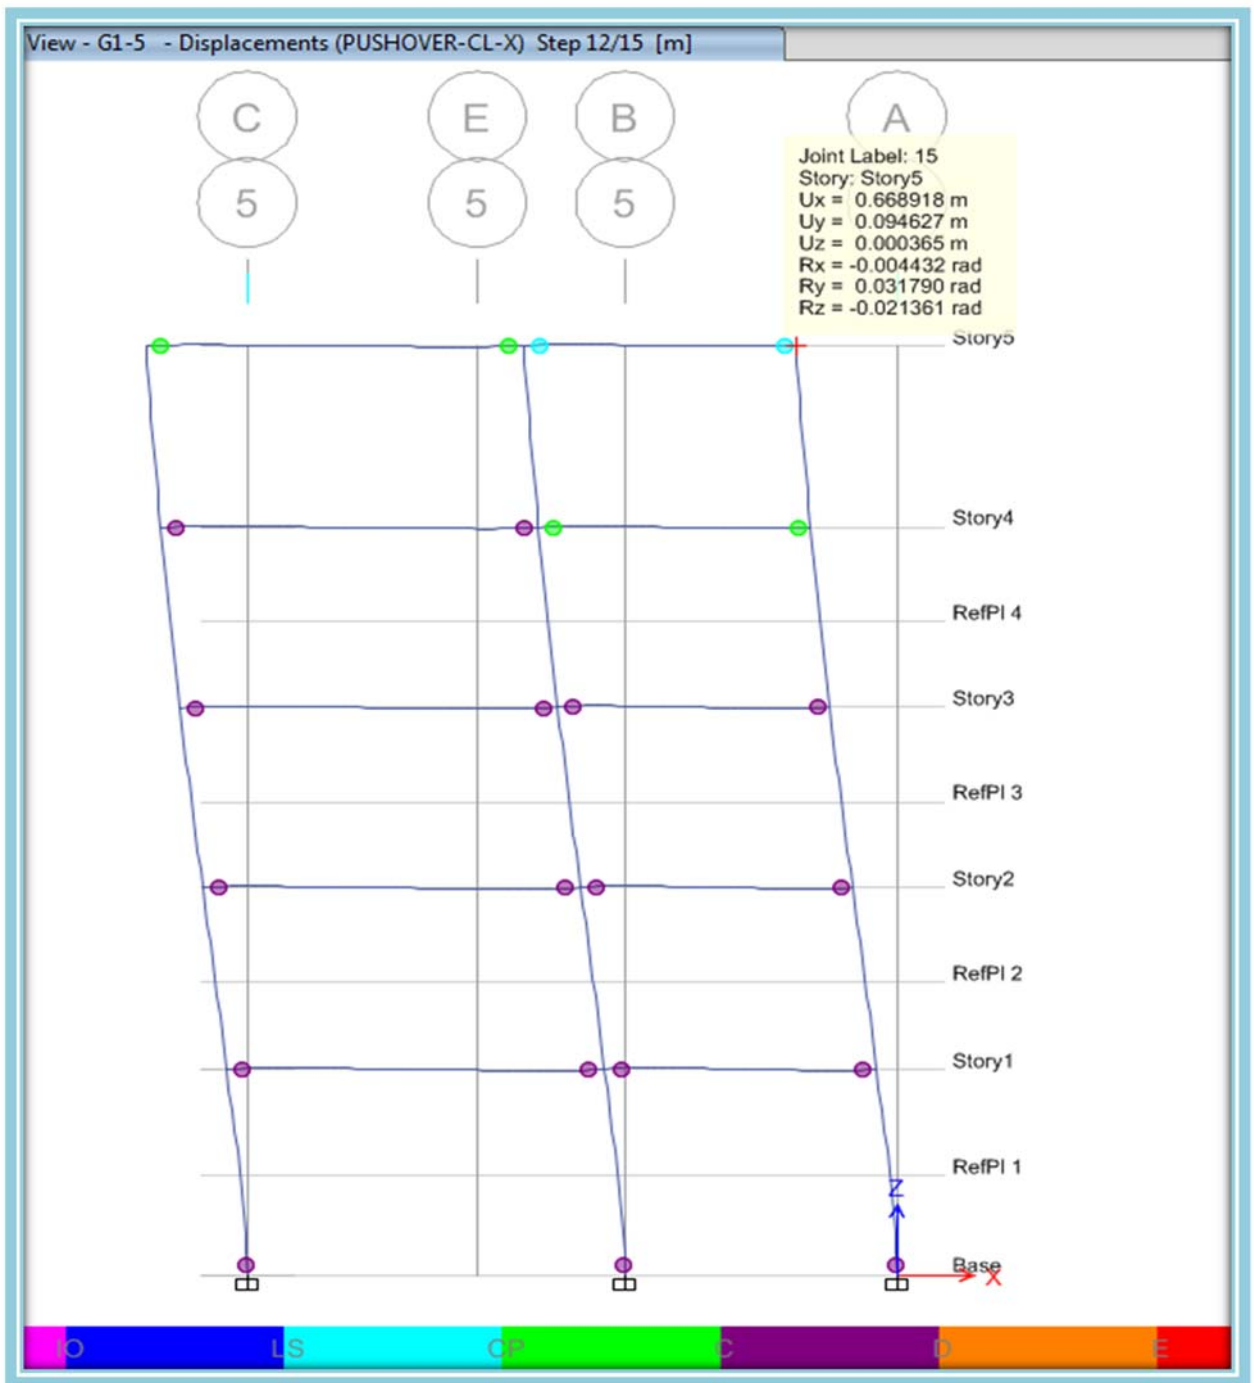 View - G1-5 - Displacements (PUSHOVER-CL-X) Step 12/15 [m]
C E B A
5 5 5
Joint Label: 15
Story: Story5
Ux = 0.668918 m
Uy = 0.094627 m
Uz = 0.000365 m
Rx = -0.004432 rad
Ry = 0.031790 rad
Rz = -0.021361 rad
Story5
Story4
RefPl 4
Story3
RefPl 3
Story2
RefPl 2
Story1
RefPl 1
Z
Base
X
IO LS CP C D E